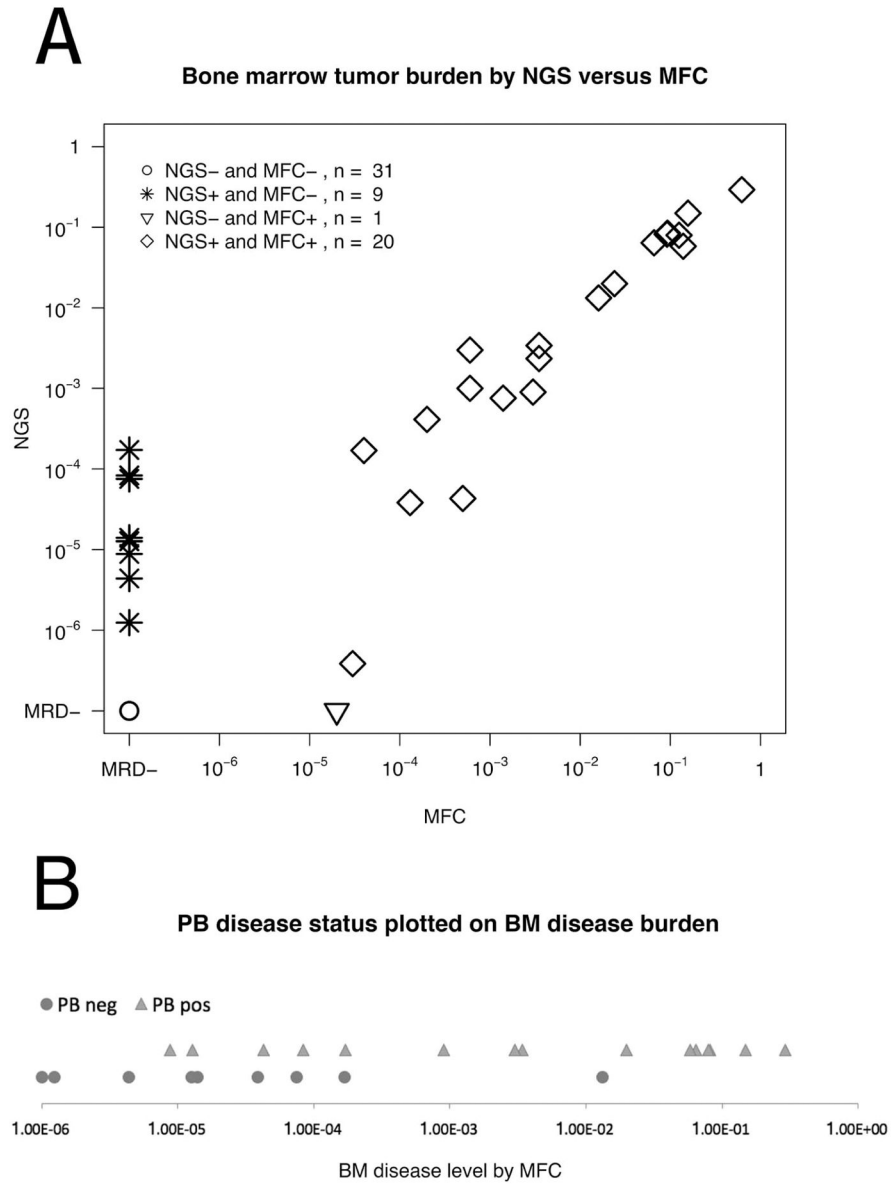 A
Bone marrow tumor burden by NGS versus MFC
NGS− and MFC− , n = 31
NGS+ and MFC− , n = 9
NGS− and MFC+ , n = 1
NGS+ and MFC+ , n = 20
1
10⁻¹
10⁻²
10⁻³
10⁻⁴
10⁻⁵
10⁻⁶
MRD−
NGS
MRD− 10⁻⁶ 10⁻⁵ 10⁻⁴ 10⁻³ 10⁻² 10⁻¹ 1
MFC
B
PB disease status plotted on BM disease burden
PB neg PB pos
1.00E-06 1.00E-05 1.00E-04 1.00E-03 1.00E-02 1.00E-01 1.00E+00
BM disease level by MFC